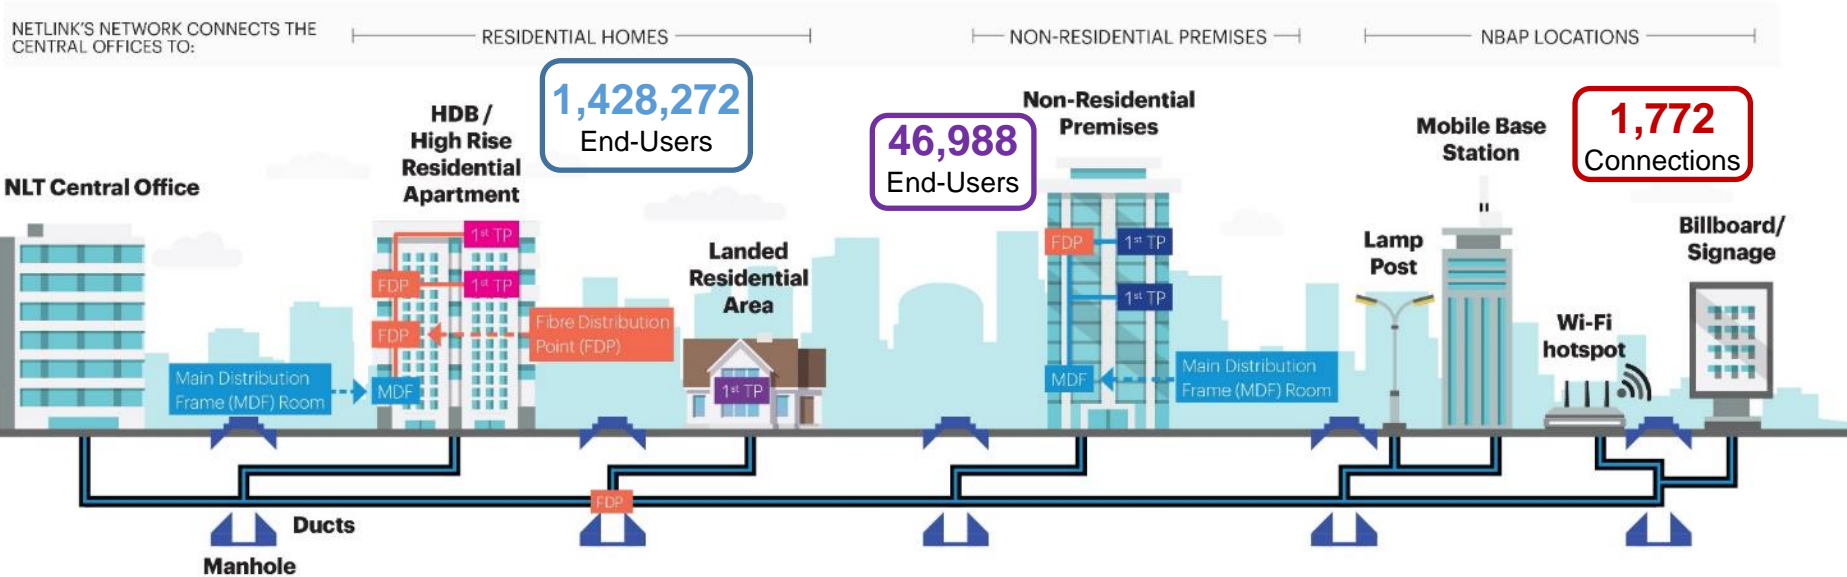 NETLINK'S NETWORK CONNECTS THE
CENTRAL OFFICES TO:
RESIDENTIAL HOMES
NON-RESIDENTIAL PREMISES
NBAP LOCATIONS
NLT Central Office
HDB /
High Rise
Residential
Apartment
1,428,272
End-Users
46,988
End-Users
Non-Residential
Premises
Mobile Base
Station
1,772
Connections
1st TP
FDP
1st TP
FDP
MDF
Main Distribution
Frame (MDF) Room
Fibre Distribution
Point (FDP)
Landed
Residential
Area
1st TP
FDP
1st TP
1st TP
MDF
Main Distribution
Frame (MDF) Room
Lamp
Post
Wi-Fi
hotspot
Billboard/
Signage
FDP
Ducts
Manhole